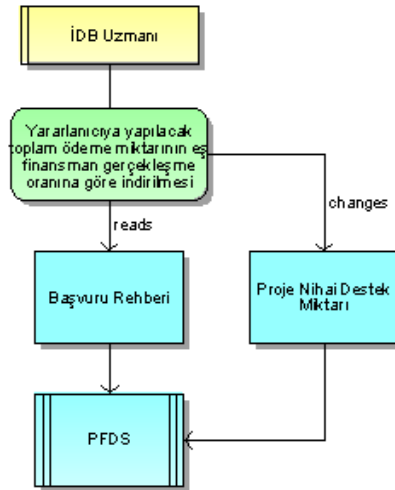 İDB Uzmanı
Yararlanıcıya yapılacak
toplam ödeme miktarının eş
finansman gerçekleşme
oranına göre indirilmesi
reads
changes
Başvuru Rehberi
Proje Nihai Destek
Miktarı
PFDS